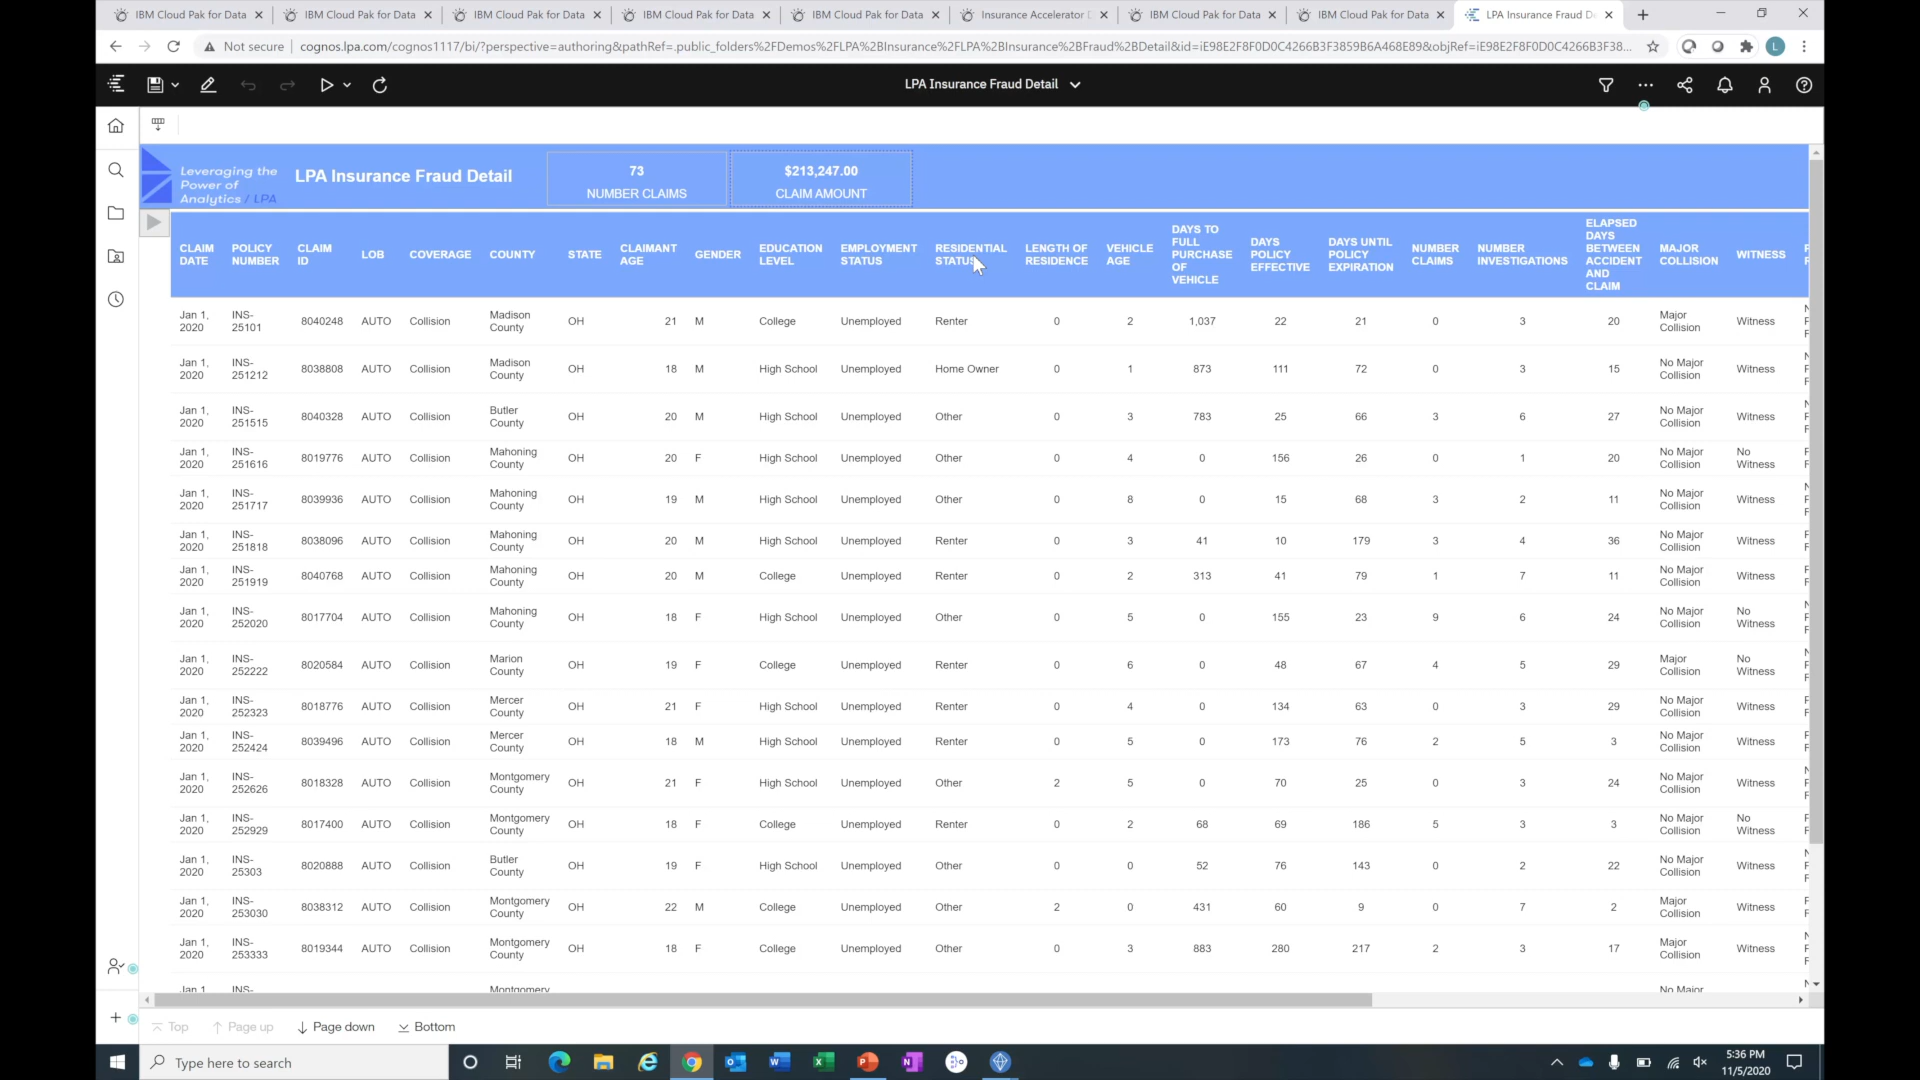 IBM Cloud Pak for Data IBM Cloud Pak for Data IBM Cloud Pak for Data IBM Cloud Pak for Data IBM Cloud Pak for Data Insurance Accelerator IBM Cloud Pak for Data IBM Cloud Pak for Data LPA Insurance Fraud D
Not secure cognos.lpa.com/cognos1117/bi/?perspective=authoring&pathRef=.public_folders%2FDemos%2FLPA%2BInsurance%2FLPA%2BInsurance%2BFraud%2BDetail&id=iE98E2F8F0D0C4266B3F3859B6A468E89&objRef=iE98E2F8F0D0C4266B3F38... L
LPA Insurance Fraud Detail
Leveraging the
Power of
Analytics / LPA
LPA Insurance Fraud Detail
73
NUMBER CLAIMS
$213,247.00
CLAIM AMOUNT
CLAIM DATE POLICY NUMBER CLAIM ID LOB COVERAGE COUNTY STATE CLAIMANT AGE GENDER EDUCATION LEVEL EMPLOYMENT STATUS RESIDENTIAL STATUS LENGTH OF RESIDENCE VEHICLE AGE DAYS TO FULL PURCHASE OF VEHICLE DAYS POLICY EFFECTIVE DAYS UNTIL POLICY EXPIRATION NUMBER CLAIMS NUMBER INVESTIGATIONS ELAPSED DAYS BETWEEN ACCIDENT AND CLAIM MAJOR COLLISION WITNESS
Jan 1, 2020 INS-25101 8040248 AUTO Collision Madison County OH 21 M College Unemployed Renter 0 2 1,037 22 21 0 3 20 Major Collision Witness
Jan 1, 2020 INS-251212 8038808 AUTO Collision Madison County OH 18 M High School Unemployed Home Owner 0 1 873 111 72 0 3 15 No Major Collision Witness
Jan 1, 2020 INS-251515 8040328 AUTO Collision Butler County OH 20 M High School Unemployed Other 0 3 783 25 66 3 6 27 No Major Collision Witness
Jan 1, 2020 INS-251616 8019776 AUTO Collision Mahoning County OH 20 F High School Unemployed Other 0 4 0 156 26 0 1 20 No Major Collision No Witness
Jan 1, 2020 INS-251717 8039936 AUTO Collision Mahoning County OH 19 M High School Unemployed Other 0 8 0 15 68 3 2 11 No Major Collision Witness
Jan 1, 2020 INS-251818 8038096 AUTO Collision Mahoning County OH 20 M High School Unemployed Renter 0 3 41 10 179 3 4 36 No Major Collision Witness
Jan 1, 2020 INS-251919 8040768 AUTO Collision Mahoning County OH 20 M College Unemployed Renter 0 2 313 41 79 1 7 11 No Major Collision Witness
Jan 1, 2020 INS-252020 8017704 AUTO Collision Mahoning County OH 18 F High School Unemployed Other 0 5 0 155 23 9 6 24 No Major Collision No Witness
Jan 1, 2020 INS-252222 8020584 AUTO Collision Marion County OH 19 F College Unemployed Renter 0 6 0 48 67 4 5 29 Major Collision No Witness
Jan 1, 2020 INS-252323 8018776 AUTO Collision Mercer County OH 21 F High School Unemployed Renter 0 4 0 134 63 0 3 29 No Major Collision Witness
Jan 1, 2020 INS-252424 8039496 AUTO Collision Mercer County OH 18 M High School Unemployed Renter 0 5 0 173 76 2 5 3 No Major Collision Witness
Jan 1, 2020 INS-252626 8018328 AUTO Collision Montgomery County OH 21 F High School Unemployed Other 2 5 0 70 25 0 3 24 No Major Collision Witness
Jan 1, 2020 INS-252929 8017400 AUTO Collision Montgomery County OH 18 F College Unemployed Renter 0 2 68 69 186 5 3 3 No Major Collision No Witness
Jan 1, 2020 INS-25303 8020888 AUTO Collision Butler County OH 19 F High School Unemployed Other 0 0 52 76 143 0 2 22 No Major Collision Witness
Jan 1, 2020 INS-253030 8038312 AUTO Collision Montgomery County OH 22 M College Unemployed Other 2 0 431 60 9 0 7 2 Major Collision Witness
Jan 1, 2020 INS-253333 8019344 AUTO Collision Montgomery County OH 18 F College Unemployed Other 0 3 883 280 217 2 3 17 Major Collision Witness
Jan 1, INS- Montgomery No Major
Top Page up Page down Bottom
Type here to search
5:36 PM
11/5/2020